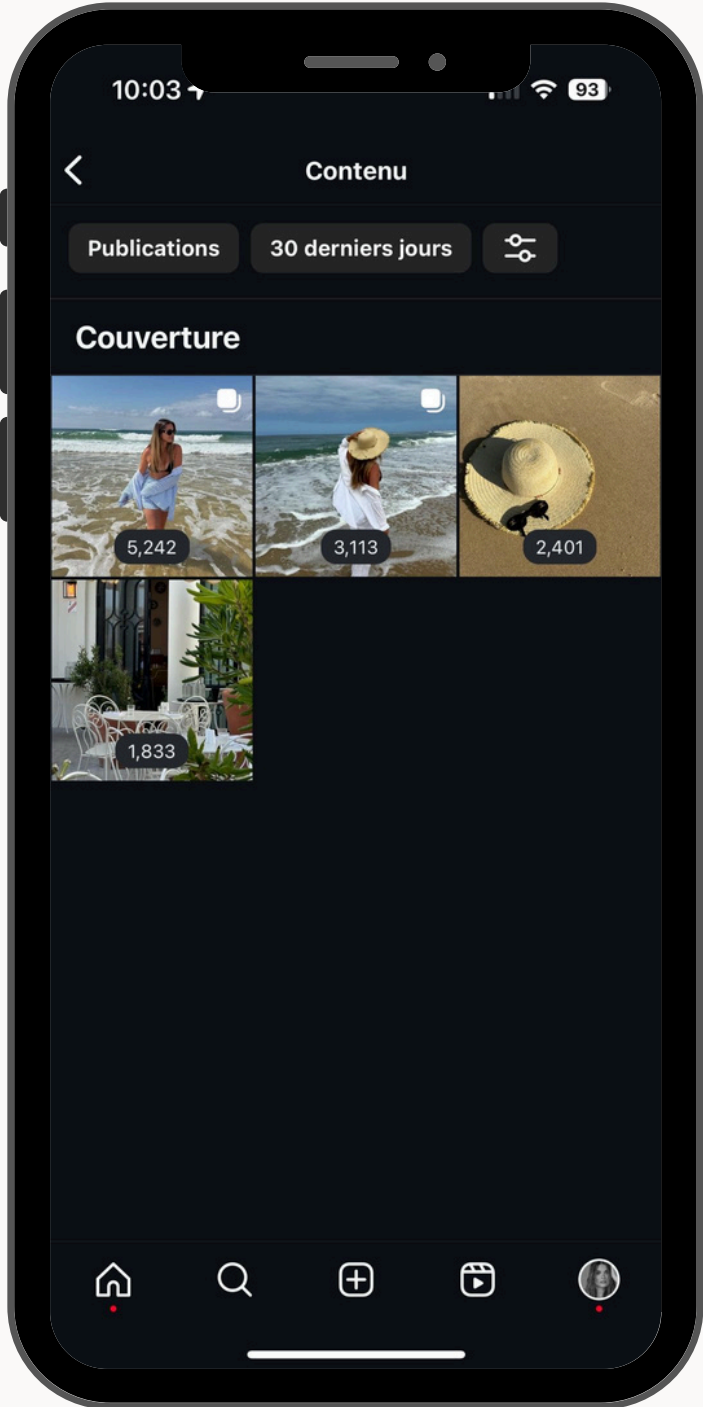 10:03
93
Contenu
Publications 30 derniers jours
Couverture
5,242 3,113 2,401
1,833